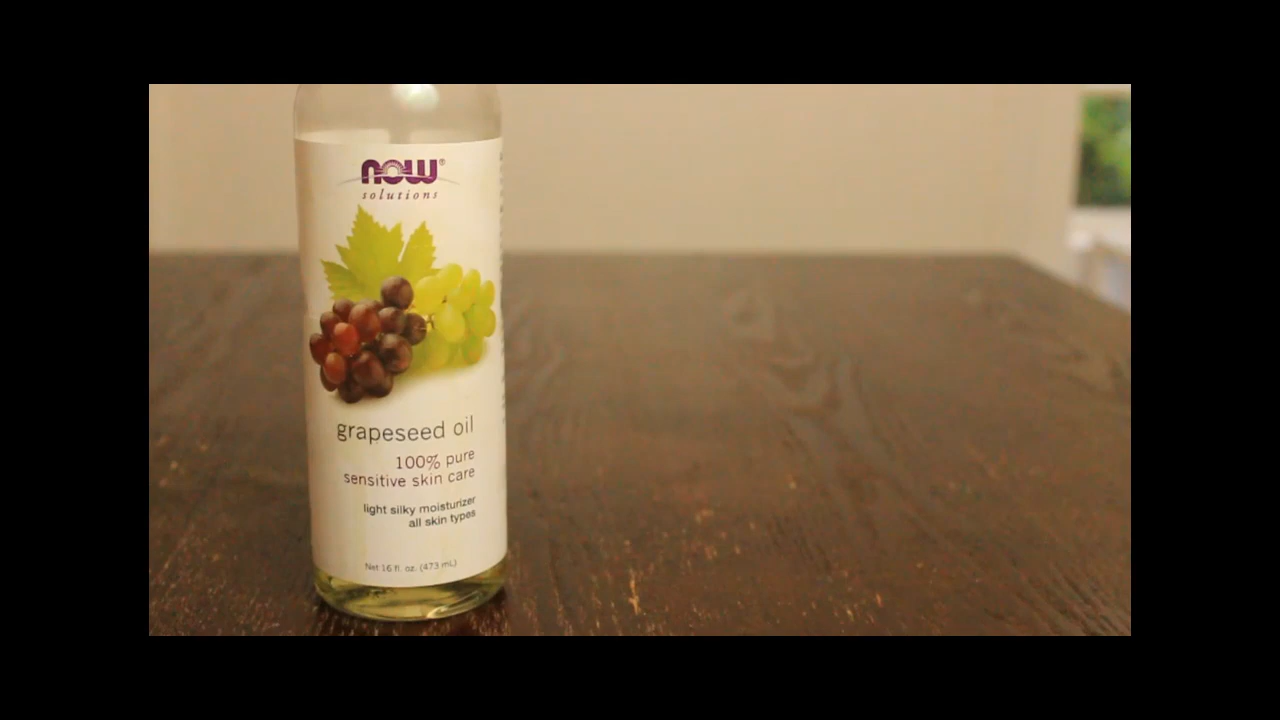 now®
solutions
grapeseed oil
100% pure
sensitive skin care
light silky moisturizer
all skin types
Net 16 fl. oz. (473 mL)